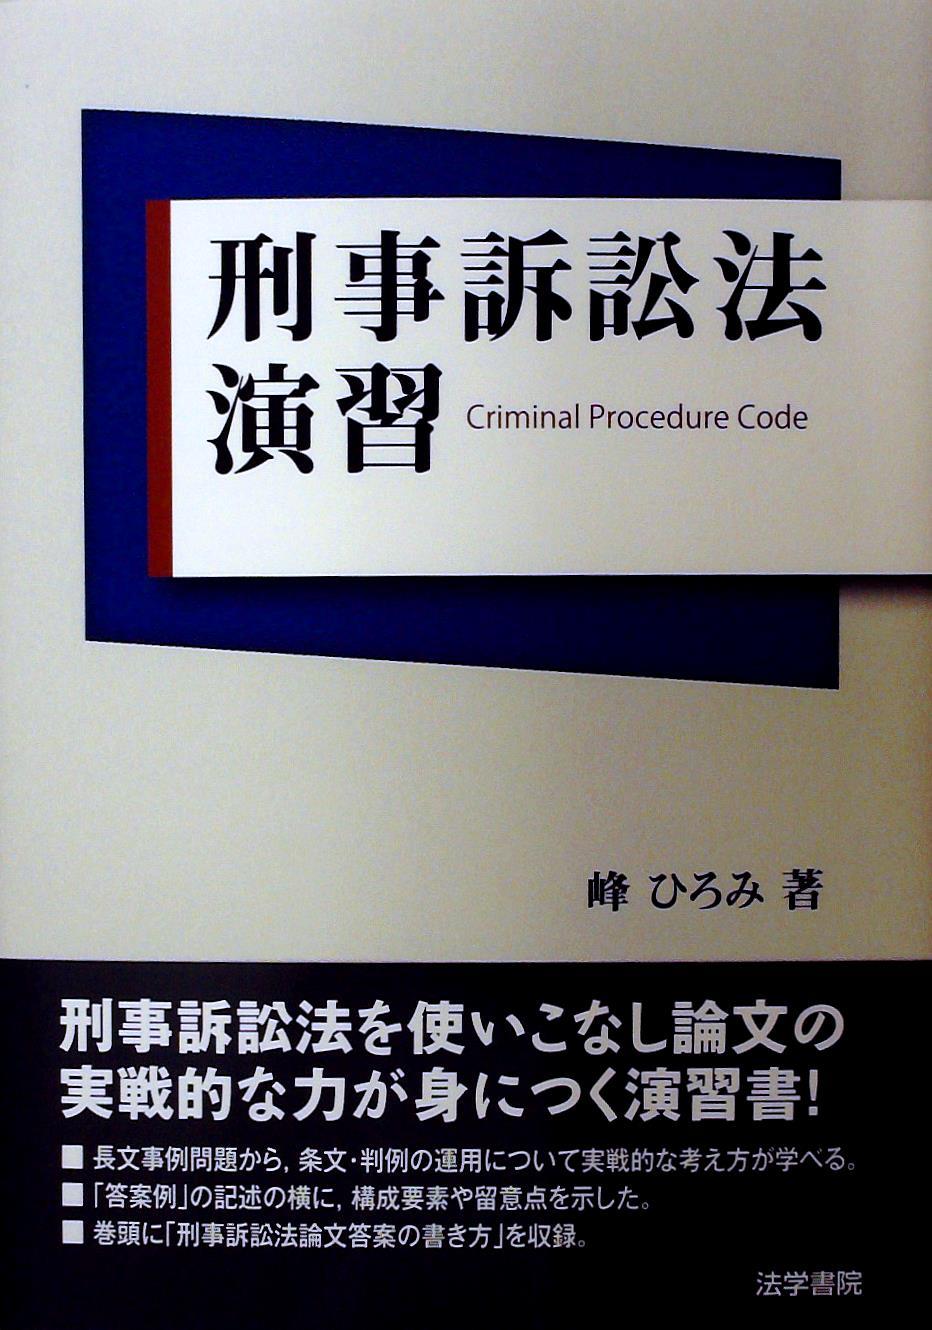 刑事訴訟法
演習
Criminal Procedure Code
峰 ひろみ 著
刑事訴訟法を使いこなし論文の
実戦的な力が身につく演習書!
■ 長文事例問題から, 条文・判例の運用について実戦的な考え方が学べる。
■ 「答案例」の記述の横に, 構成要素や留意点を示した。
■ 巻頭に「刑事訴訟法論文答案の書き方」を収録。
法学書院